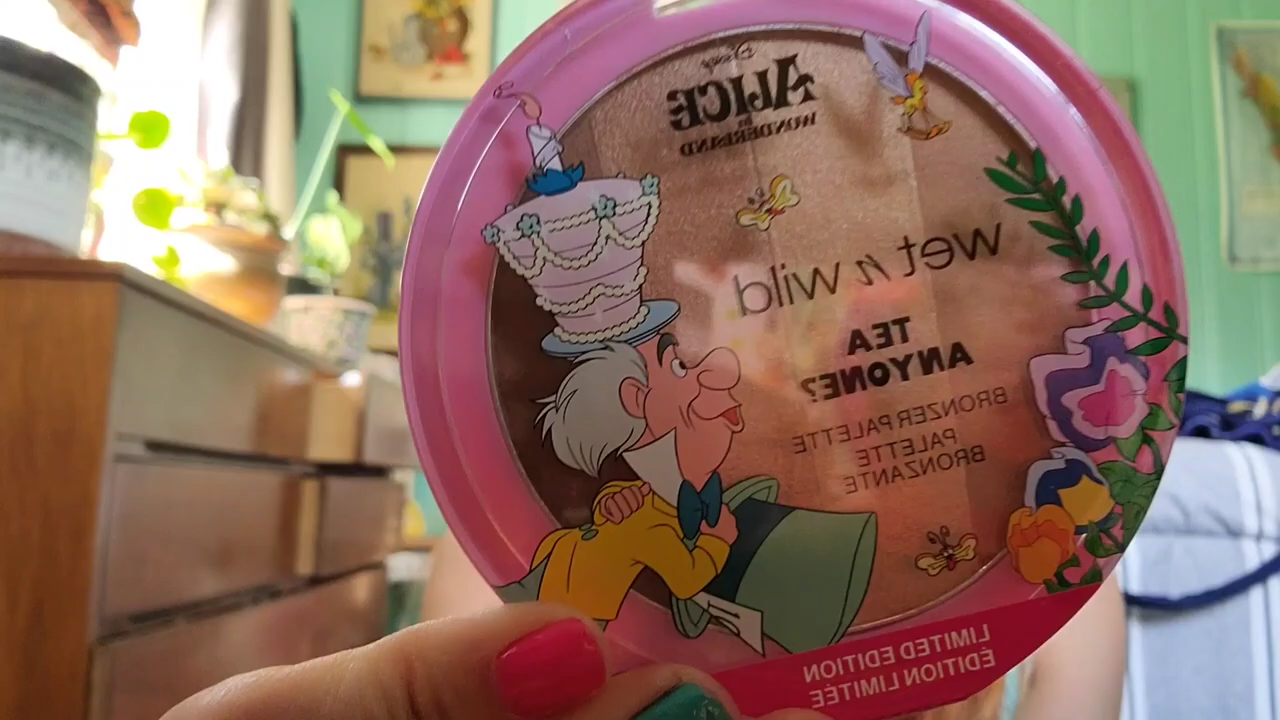 Disney
ALICE
IN
WONDERLAND
wet n wild
TEA
ANYONE?
BRONZER PALETTE
PALETTE
BRONZANTE
LIMITED EDITION
ÉDITION LIMITÉE